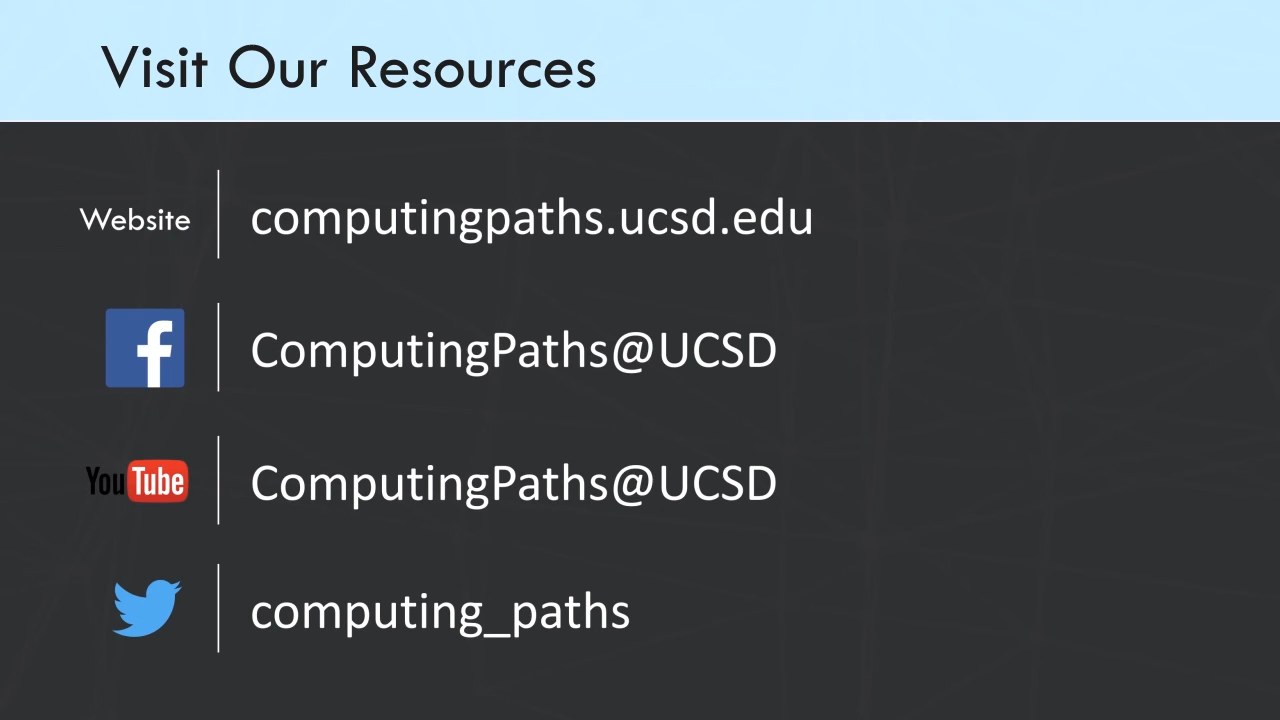 Visit Our Resources
Website
computingpaths.ucsd.edu
f
ComputingPaths@UCSD
YouTube
ComputingPaths@UCSD
computing_paths